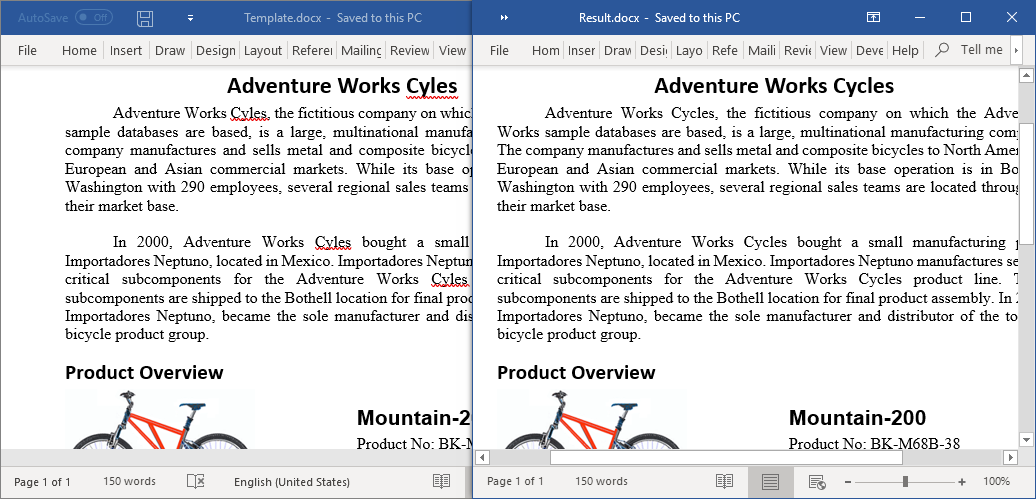 AutoSave Off Template.docx - Saved to this PC
File Home Insert Draw Design Layout Referen Mailing Review View
Adventure Works Cyles
Adventure Works Cyles, the fictitious company on which
sample databases are based, is a large, multinational manufa
company manufactures and sells metal and composite bicycle
European and Asian commercial markets. While its base op
Washington with 290 employees, several regional sales teams
their market base.
In 2000, Adventure Works Cyles bought a small
Importadores Neptuno, located in Mexico. Importadores Neptun
critical subcomponents for the Adventure Works Cyles
subcomponents are shipped to the Bothell location for final prod
Importadores Neptuno, became the sole manufacturer and dis
bicycle product group.
Product Overview
Mountain-2
Product No: BK-M
Page 1 of 1 150 words English (United States)
Result.docx - Saved to this PC
File Hom Inser Draw Desi Layo Refe Maili Revie View Deve Help Tell me
Adventure Works Cycles
Adventure Works Cycles, the fictitious company on which the Adve
Works sample databases are based, is a large, multinational manufacturing com
The company manufactures and sells metal and composite bicycles to North Amer
European and Asian commercial markets. While its base operation is in Bo
Washington with 290 employees, several regional sales teams are located throug
their market base.
In 2000, Adventure Works Cycles bought a small manufacturing p
Importadores Neptuno, located in Mexico. Importadores Neptuno manufactures se
critical subcomponents for the Adventure Works Cycles product line. T
subcomponents are shipped to the Bothell location for final product assembly. In 2
Importadores Neptuno, became the sole manufacturer and distributor of the to
bicycle product group.
Product Overview
Mountain-200
Product No: BK-M68B-38
Page 1 of 1 150 words 100%